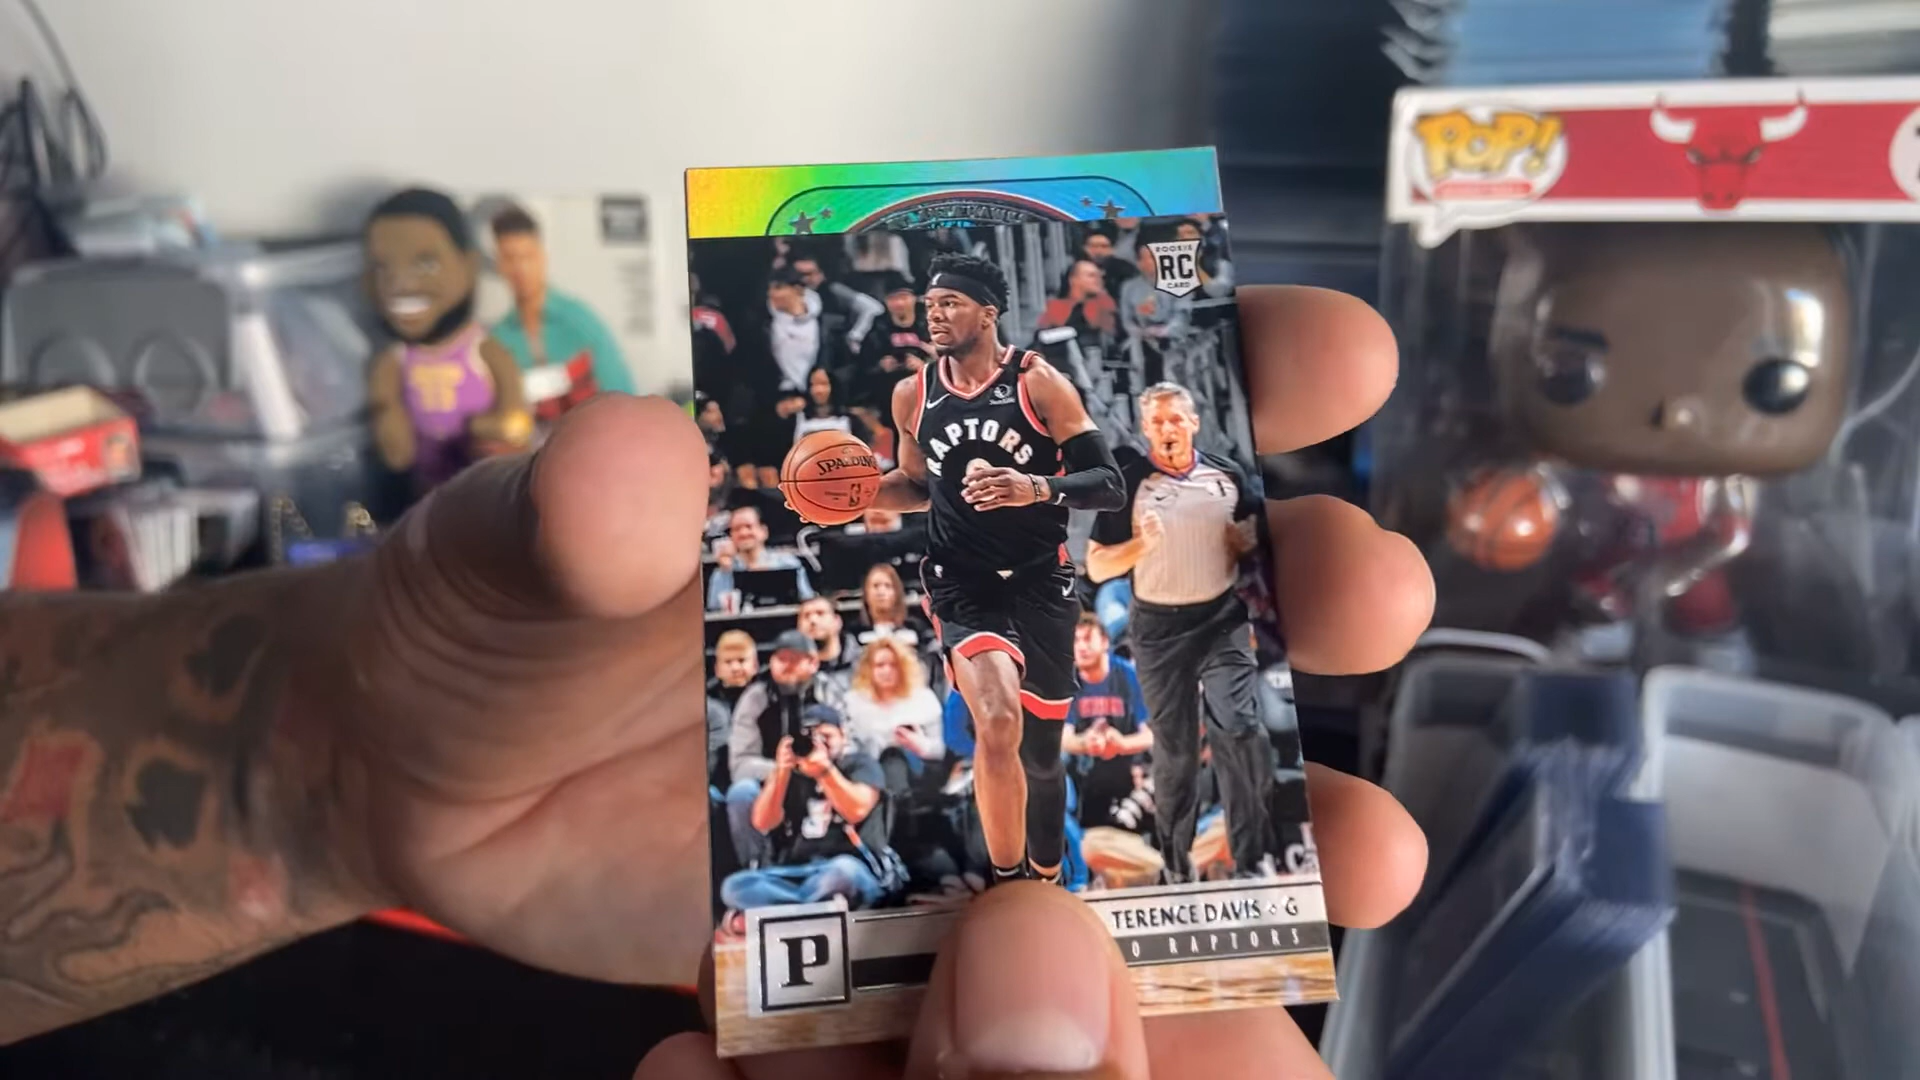 POP!
ROOKIE
RC
CARD
SPALDING
RAPTORS
P
TERENCE DAVIS • G
O RAPTORS